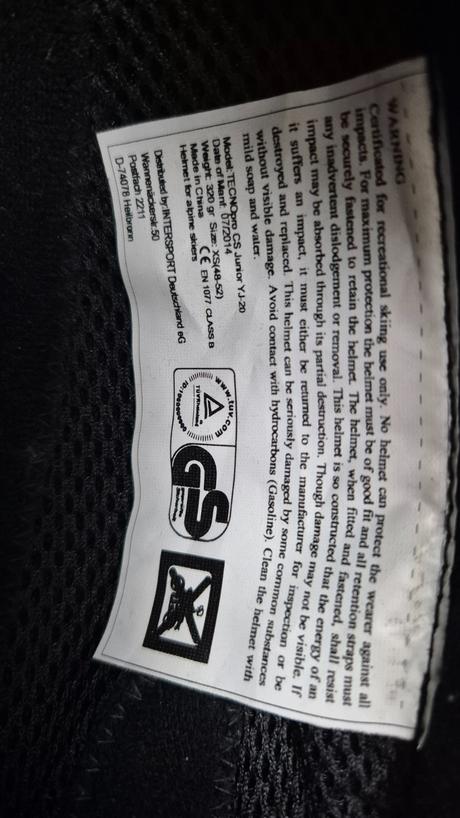 WARNING
Certificated for recreational skiing use only. No helmet can protect the wearer against all
impacts. For maximum protection the helmet must be of good fit and all retention straps must
be securely fastened to retain the helmet. The helmet, when fitted and fastened, shall resist
any inadvertent dislodgement or removal. This helmet is so constructed that the energy of an
impact may be absorbed through its partial destruction. Though damage may not be visible. If
it suffers an impact, it must either be returned to the manufacturer for inspection or be
destroyed and replaced. This helmet can be seriously damaged by some common substances
without visible damage. Avoid contact with hydrocarbons (Gasoline). Clean the helmet with
mild soap and water.
Model: TECNOpro CS Junior YJ-20
Date of Manf. : 07/2014
Weight: 320 gr Size: XS(48-52)
Made in China CE EN 1077 CLASS B
Helmet for alpine skiers
Distributed by: INTERSPORT Deutschland eG
Wannenäckerstr.50
Postfach 2211
D-74078 Heilbronn
www.tuv.com
TÜVRheinland
GS